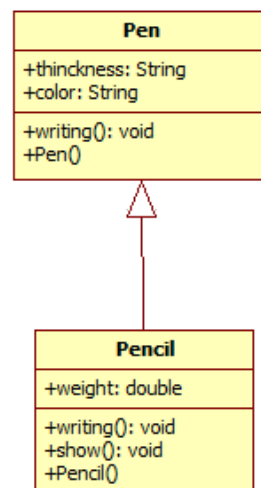 Pen
+thinckness: String
+color: String
+writing(): void
+Pen()
Pencil
+weight: double
+writing(): void
+show(): void
+Pencil()